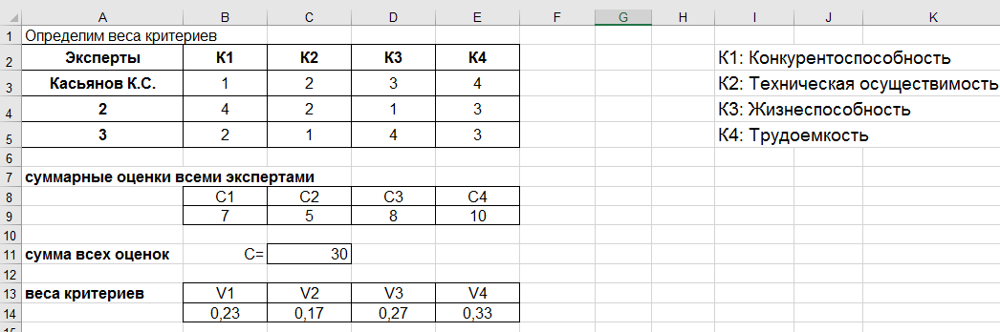 A B C D E F G H I J K
1 Определим веса критериев
2 Эксперты К1 К2 К3 К4 К1: Конкурентоспособность
3 Касьянов К.С. 1 2 3 4 К2: Техническая осуществимость
4 2 4 2 1 3 К3: Жизнеспособность
5 3 2 1 4 3 К4: Трудоемкость
6
7 суммарные оценки всеми экспертами
8 С1 С2 С3 С4
9 7 5 8 10
10
11 сумма всех оценок С= 30
12
13 веса критериев V1 V2 V3 V4
14 0,23 0,17 0,27 0,33